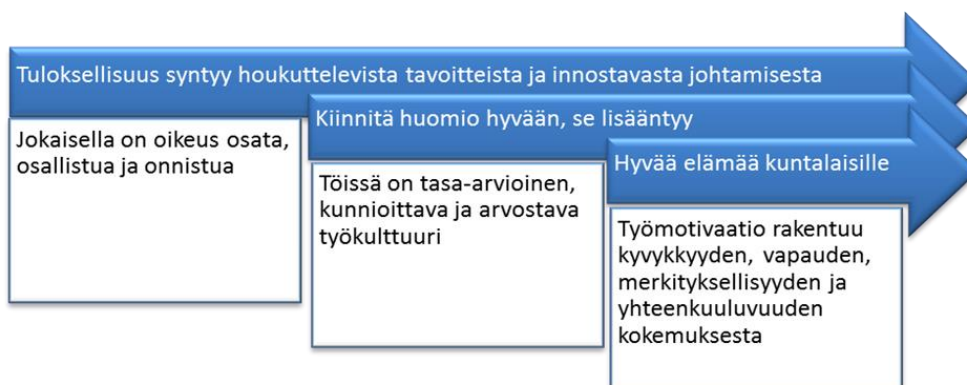 Tuloksellisuus syntyy houkuttelevista tavoitteista ja innostavasta johtamisesta
Jokaisella on oikeus osata,
osallistua ja onnistua
Kiinnitä huomio hyvään, se lisääntyy
Töissä on tasa-arvioinen,
kunnioittava ja arvostava
työkulttuuri
Hyvää elämää kuntalaisille
Työmotivaatio rakentuu
kyvykkyyden, vapauden,
merkityksellisyyden ja
yhteenkuuluvuuden
kokemuksesta